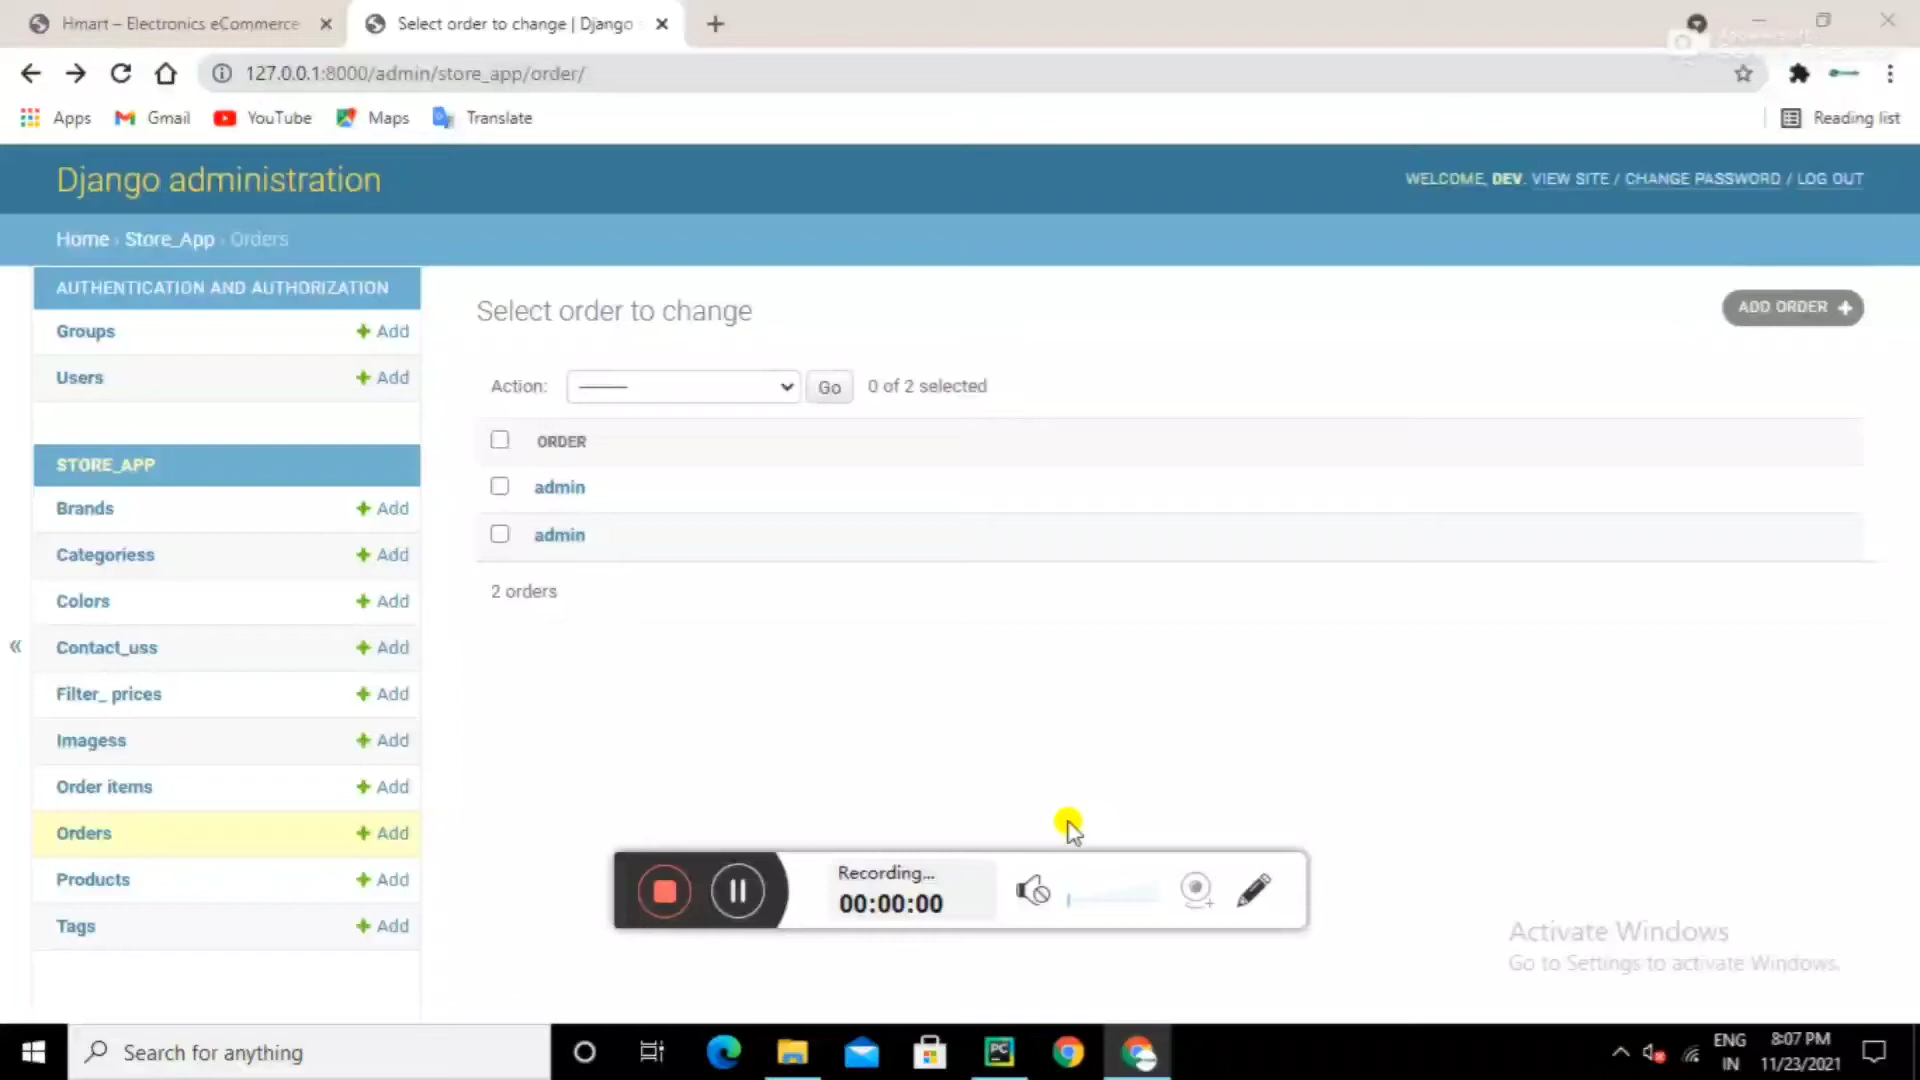 Hmart – Electronics eCommerce
Select order to change | Django
127.0.0.1:8000/admin/store_app/order/
Apps Gmail YouTube Maps Translate Reading list
Django administration
WELCOME, DEV. VIEW SITE / CHANGE PASSWORD / LOG OUT
Home › Store_App › Orders
AUTHENTICATION AND AUTHORIZATION
Groups + Add
Users + Add
STORE_APP
Brands + Add
Categoriess + Add
Colors + Add
Contact_uss + Add
Filter_ prices + Add
Imagess + Add
Order items + Add
Orders + Add
Products + Add
Tags + Add
«
Select order to change
ADD ORDER +
Action: --------- Go 0 of 2 selected
ORDER
admin
admin
2 orders
Recording...
00:00:00
Activate Windows
Go to Settings to activate Windows.
Search for anything
PC
ENG
IN
8:07 PM
11/23/2021